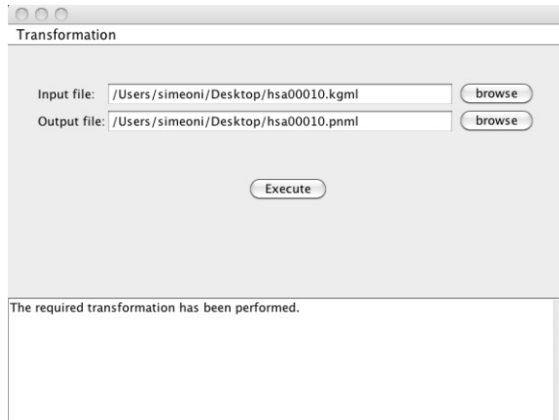 Transformation
Input file: /Users/simeoni/Desktop/hsa00010.kgml browse
Output file: /Users/simeoni/Desktop/hsa00010.pnml browse
Execute
The required transformation has been performed.